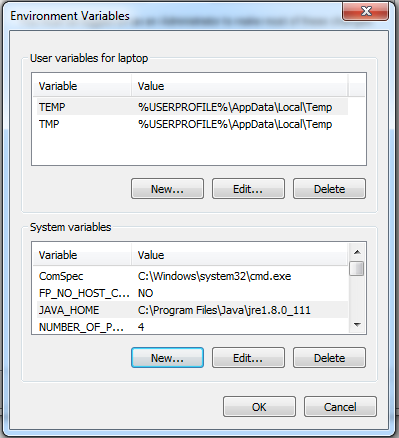 Environment Variables
User variables for laptop
Variable Value
TEMP %USERPROFILE%\AppData\Local\Temp
TMP %USERPROFILE%\AppData\Local\Temp
New... Edit... Delete
System variables
Variable Value
ComSpec C:\Windows\system32\cmd.exe
FP_NO_HOST_C... NO
JAVA_HOME C:\Program Files\Java\jre1.8.0_111
NUMBER_OF_P... 4
New... Edit... Delete
OK Cancel